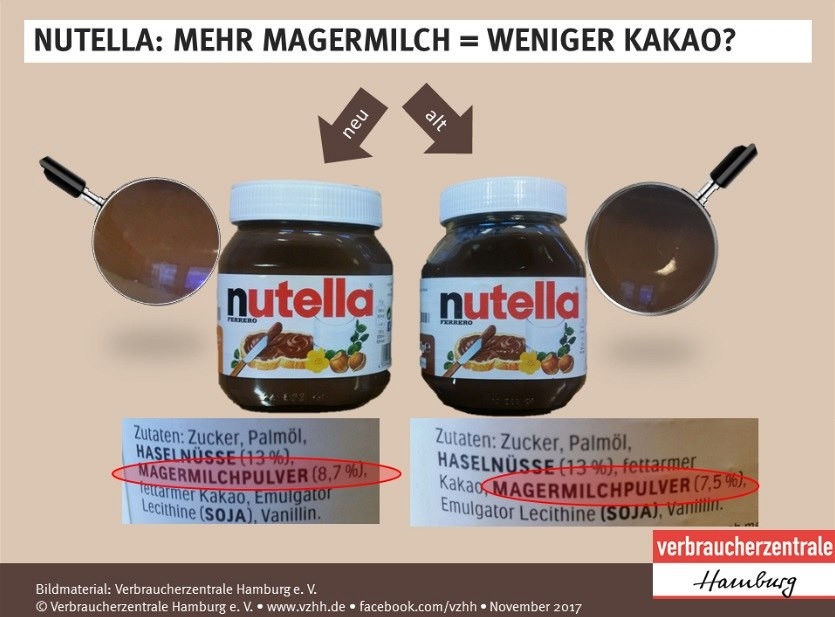 NUTELLA: MEHR MAGERMILCH = WENIGER KAKAO?
neu
alt
nutella
FERRERO
nutella
FERRERO
Zutaten: Zucker, Palmöl,
HASELNÜSSE (13 %),
MAGERMILCHPULVER (8,7 %),
fettarmer Kakao, Emulgator
Lecithine (SOJA), Vanillin.
Zutaten: Zucker, Palmöl,
HASELNÜSSE (13 %), fettarmer
Kakao, MAGERMILCHPULVER (7,5 %),
Emulgator Lecithine (SOJA), Vanillin.
verbraucherzentrale
Hamburg
Bildmaterial: Verbraucherzentrale Hamburg e. V.
© Verbraucherzentrale Hamburg e. V. • www.vzhh.de • facebook.com/vzhh • November 2017